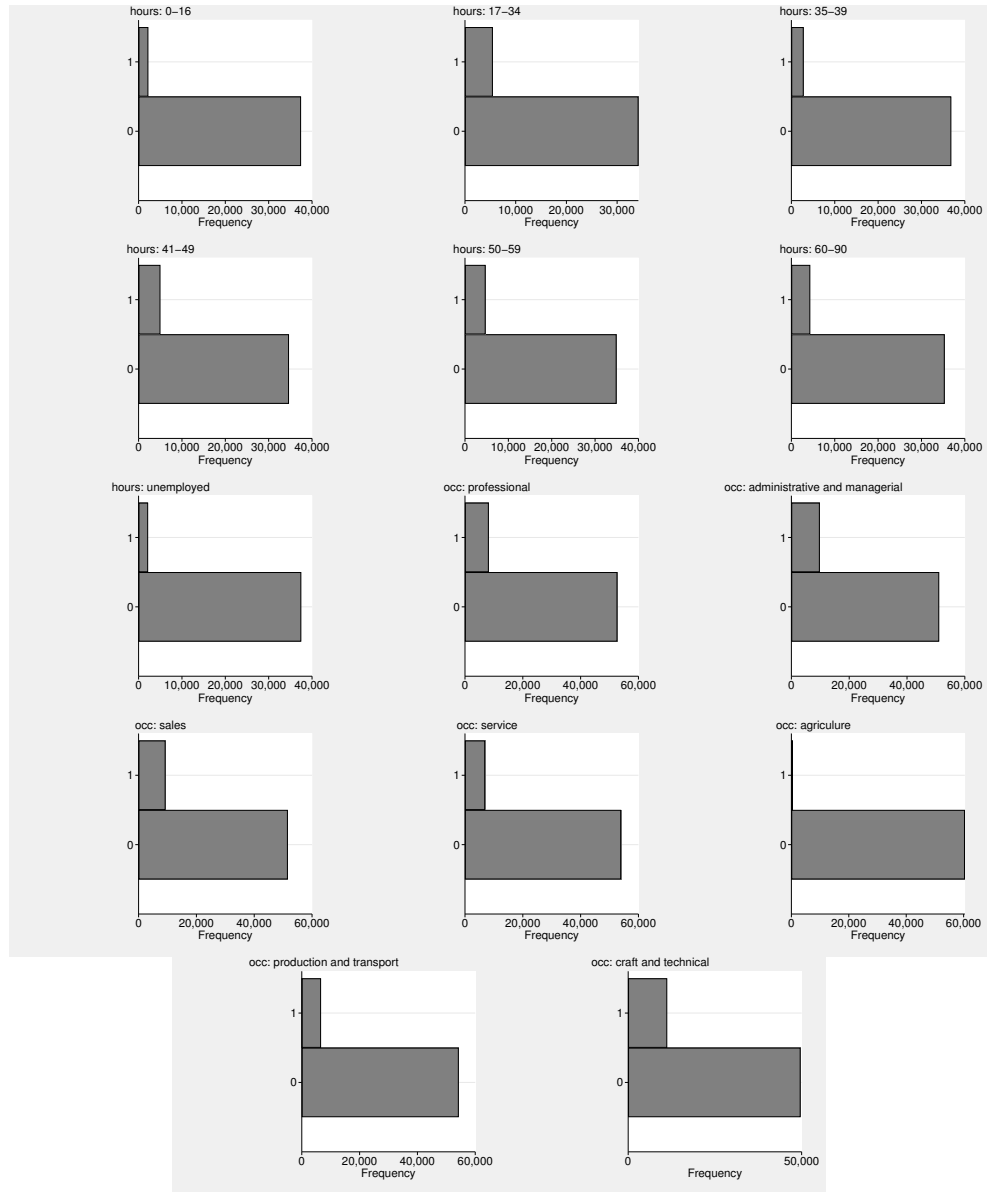 hours: 0−16
hours: 17−34
hours: 35−39
1
0
0 10,000 20,000 30,000 40,000
Frequency
1
0
0 10,000 20,000 30,000
Frequency
1
0
0 10,000 20,000 30,000 40,000
Frequency
hours: 41−49
hours: 50−59
hours: 60−90
1
0
0 10,000 20,000 30,000 40,000
Frequency
1
0
0 10,000 20,000 30,000 40,000
Frequency
1
0
0 10,000 20,000 30,000 40,000
Frequency
hours: unemployed
occ: professional
occ: administrative and managerial
1
0
0 10,000 20,000 30,000 40,000
Frequency
1
0
0 20,000 40,000 60,000
Frequency
1
0
0 20,000 40,000 60,000
Frequency
occ: sales
occ: service
occ: agriculure
1
0
0 20,000 40,000 60,000
Frequency
1
0
0 20,000 40,000 60,000
Frequency
1
0
0 20,000 40,000 60,000
Frequency
occ: production and transport
occ: craft and technical
1
0
0 20,000 40,000 60,000
Frequency
1
0
0 50,000
Frequency